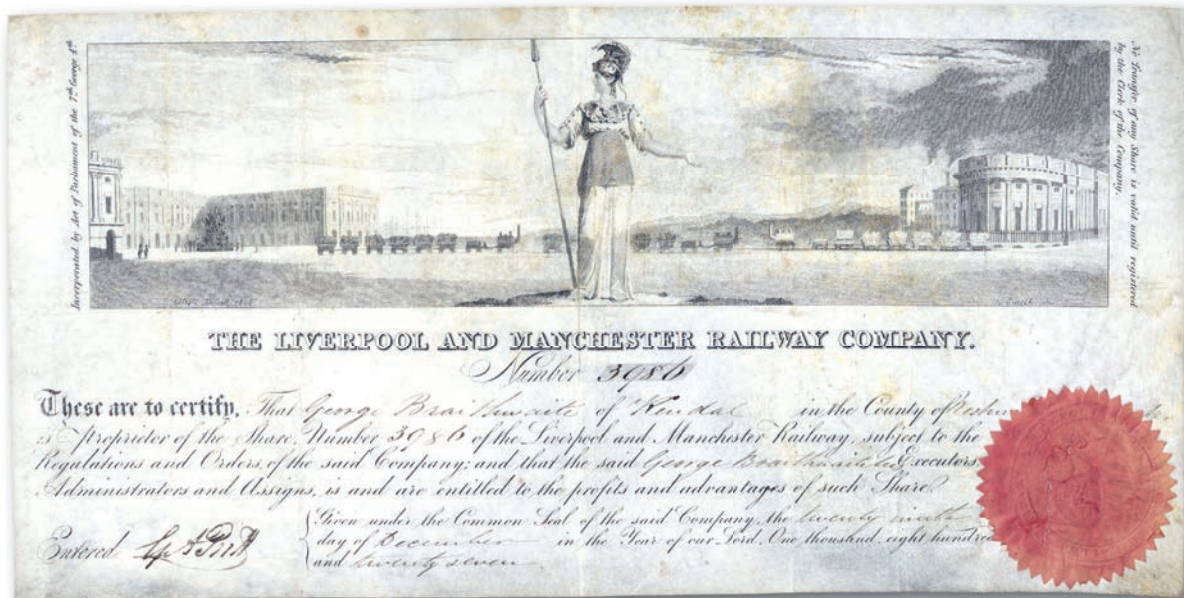 Incorporated by Act of Parliament of the 7th George 4th
No Transfer of any Share is valid until registered
by the Clerk of the Company.
THE LIVERPOOL AND MANCHESTER RAILWAY COMPANY.
Number 3986
These are to certify, That George Braithwaite of Kendal in the County of
is Proprietor of the Share, Number 3986 of the Liverpool and Manchester Railway, subject to the
Regulations and Orders, of the said Company; and that the said George Braithwaite his Executors,
Administrators and Assigns, is and are entitled to the profits and advantages of such Share.
Given under the Common Seal of the said Company, the twenty ninth
Entered
day of December in the Year of our Lord, One thousand, eight hundred
and twenty seven